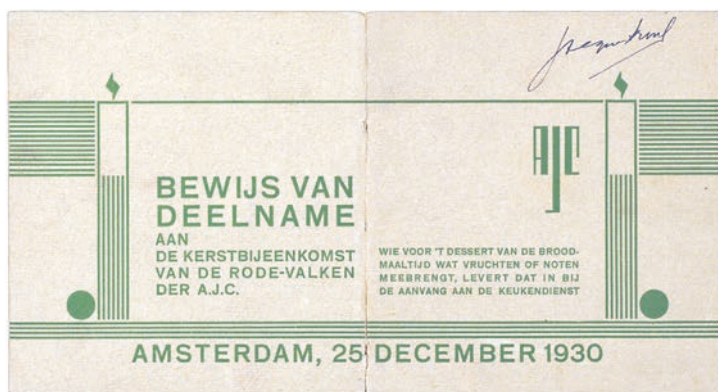 BEWIJS VAN
DEELNAME
AAN
DE KERSTBIJEENKOMST
VAN DE RODE-VALKEN
DER A.J.C.
AJC
WIE VOOR 'T DESSERT VAN DE BROOD-
MAALTIJD WAT VRUCHTEN OF NOTEN
MEEBRENGT, LEVERT DAT IN BIJ
DE AANVANG AAN DE KEUKENDIENST
AMSTERDAM, 25 DECEMBER 1930